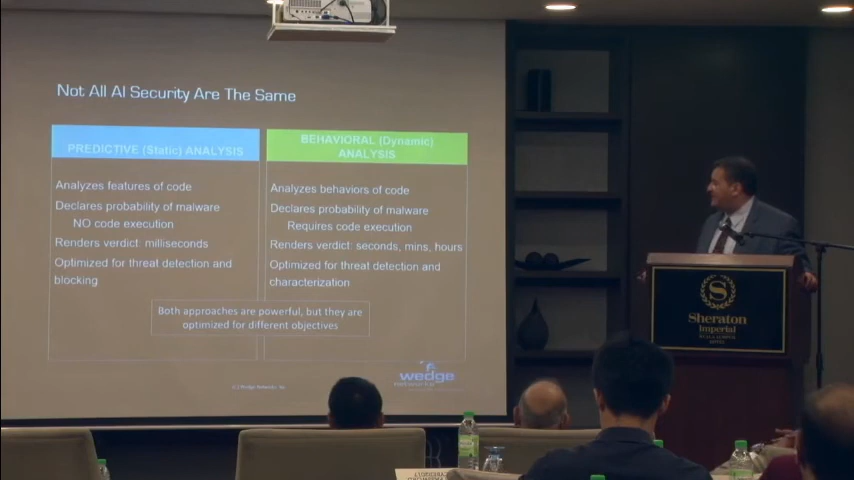 Not All AI Security Are The Same
PREDICTIVE (Static) ANALYSIS
Analyzes features of code
Declares probability of malware
NO code execution
Renders verdict: milliseconds
Optimized for threat detection and
blocking
BEHAVIORAL (Dynamic)
ANALYSIS
Analyzes behaviors of code
Declares probability of malware
Requires code execution
Renders verdict: seconds, mins, hours
Optimized for threat detection and
characterization
Both approaches are powerful, but they are
optimized for different objectives
wedge
S
Sheraton
Imperial
KUALA LUMPUR
HOTEL